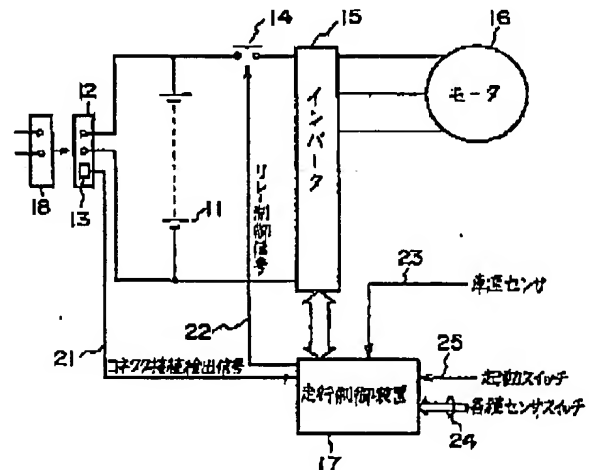 14
15
16
12
インバータ
モータ
18
13
11
リレー制御信号
23
車速センサ
21
22
コネクタ接続検出信号
25
起動スイッチ
走行制御装置
各種センサスイッチ
24
17